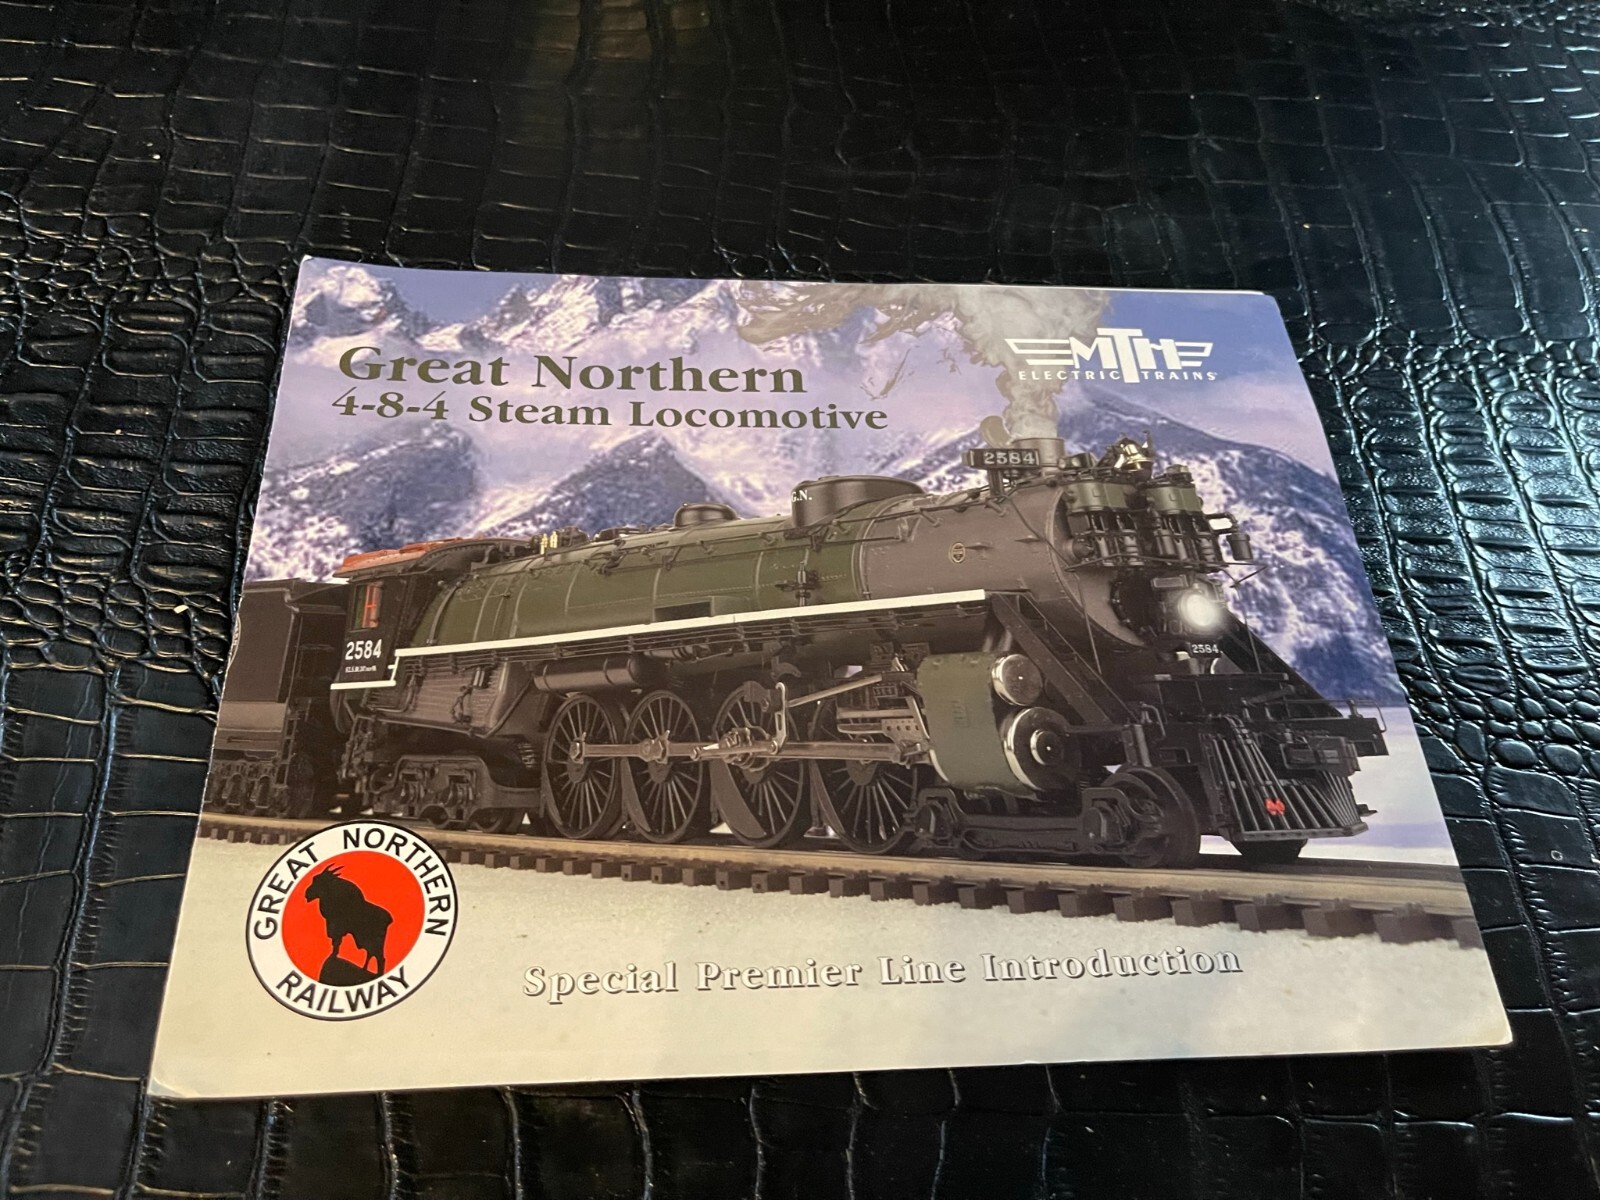 Great Northern
4-8-4 Steam Locomotive
MTH
ELECTRIC TRAINS
2584
G.N.
2584
2584
GREAT NORTHERN
RAILWAY
Special Premier Line Introduction